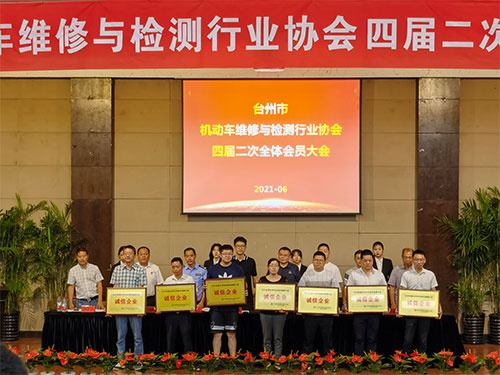 车维修与检测行业协会四届二次
台州市
机动车维修与检测行业协会
四届二次全体会员大会
2021-06
诚信企业
诚信企业
诚信企业
诚信企业
诚信企业
诚信企业
诚信企业